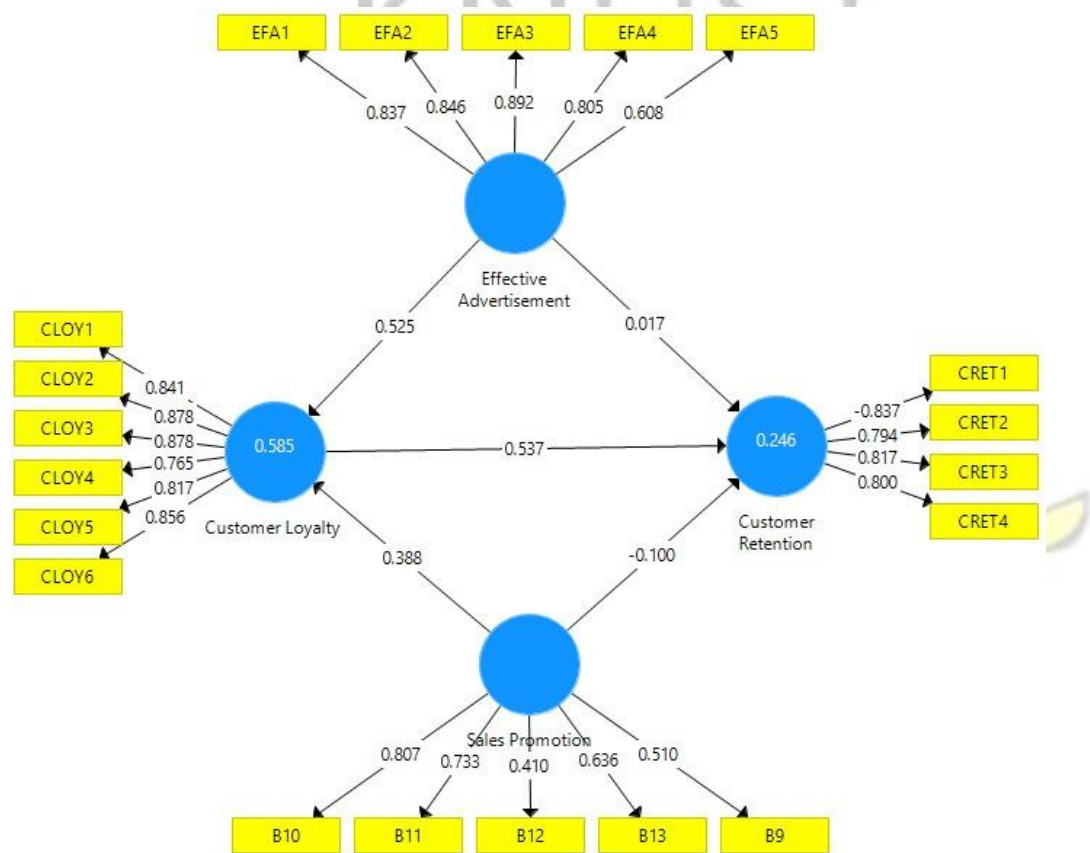 EFA1 EFA2 EFA3 EFA4 EFA5
0.837 0.846 0.892 0.805 0.608
Effective
Advertisement
0.525 0.017
CLOY1
CLOY2
CLOY3
CLOY4
CLOY5
CLOY6
0.841
0.878
0.878
0.765
0.817
0.856
0.585
Customer Loyalty
0.537
0.246
Customer
Retention
-0.837
0.794
0.817
0.800
CRET1
CRET2
CRET3
CRET4
0.388 -0.100
Sales Promotion
0.807 0.733 0.410 0.636 0.510
B10 B11 B12 B13 B9